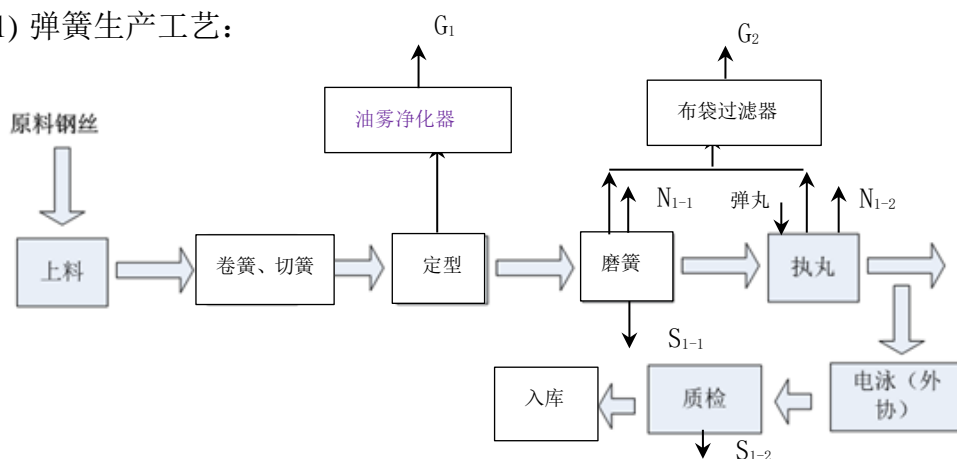 1) 弹簧生产工艺：
G1
G2
油雾净化器
布袋过滤器
原料钢丝
N1-1
弹丸
N1-2
上料
卷簧、切簧
定型
磨簧
执丸
S1-1
入库
质检
电泳（外
协）
S1-2